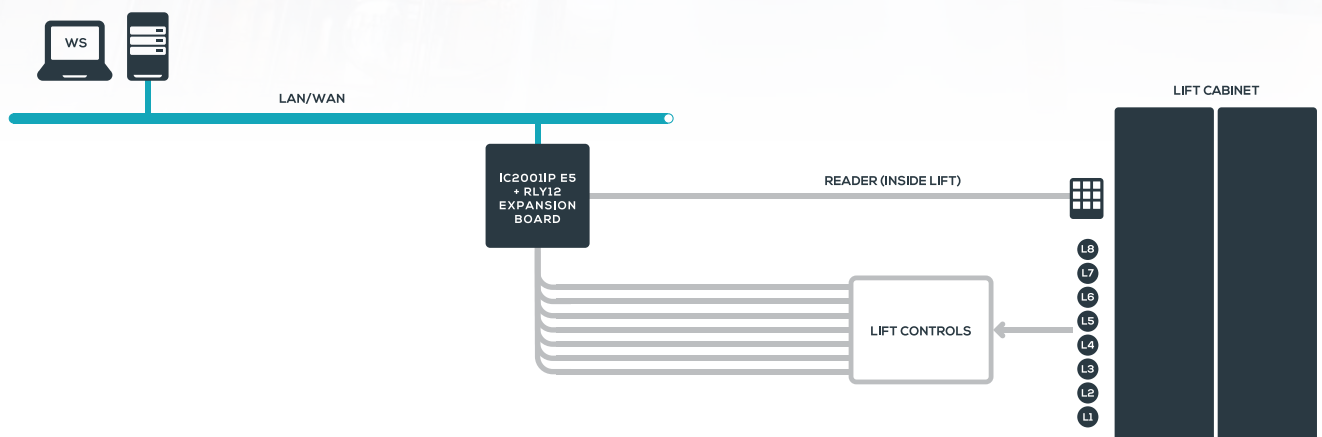 WS
LAN/WAN
LIFT CABINET
IC2001IP E5
+ RLY12
EXPANSION
BOARD
READER (INSIDE LIFT)
L8
L7
L6
L5
L4
L3
L2
L1
LIFT CONTROLS